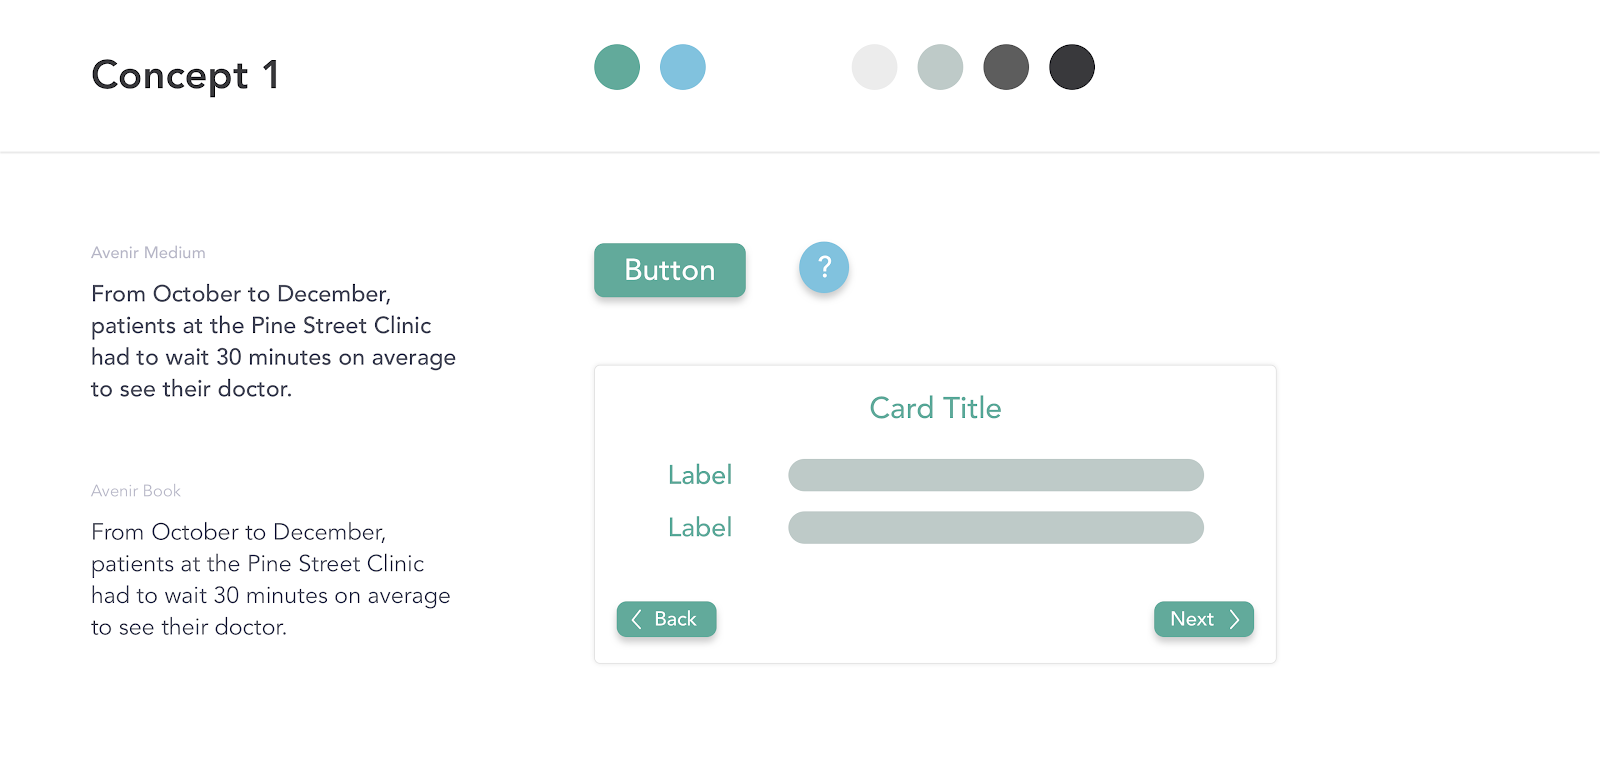 Concept 1
Avenir Medium
From October to December,
patients at the Pine Street Clinic
had to wait 30 minutes on average
to see their doctor.
Avenir Book
From October to December,
patients at the Pine Street Clinic
had to wait 30 minutes on average
to see their doctor.
Button
?
Card Title
Label
Label
Back
Next